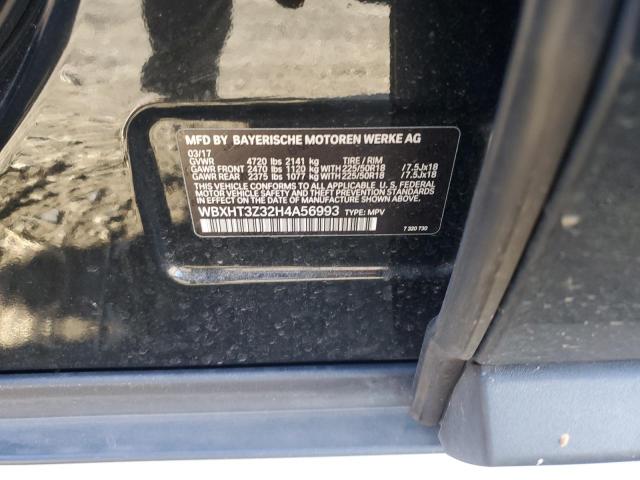 MFD BY BAYERISCHE MOTOREN WERKE AG
03/17
GVWR 4720 lbs 2141 kg TIRE / RIM
GAWR FRONT 2470 lbs 1120 kg WITH 225/50R18 /7.5Jx18
GAWR REAR 2375 lbs 1077 kg WITH 225/50R18 /7.5Jx18
THIS VEHICLE CONFORMS TO ALL APPLICABLE U.S. FEDERAL
MOTOR VEHICLE SAFETY, BUMPER, AND THEFT PREVENTION
STANDARDS IN EFFECT ON THE DATE OF MANUFACTURE SHOWN ABOVE.
WBXHT3Z32H4A56993 TYPE: MPV
7 320 730